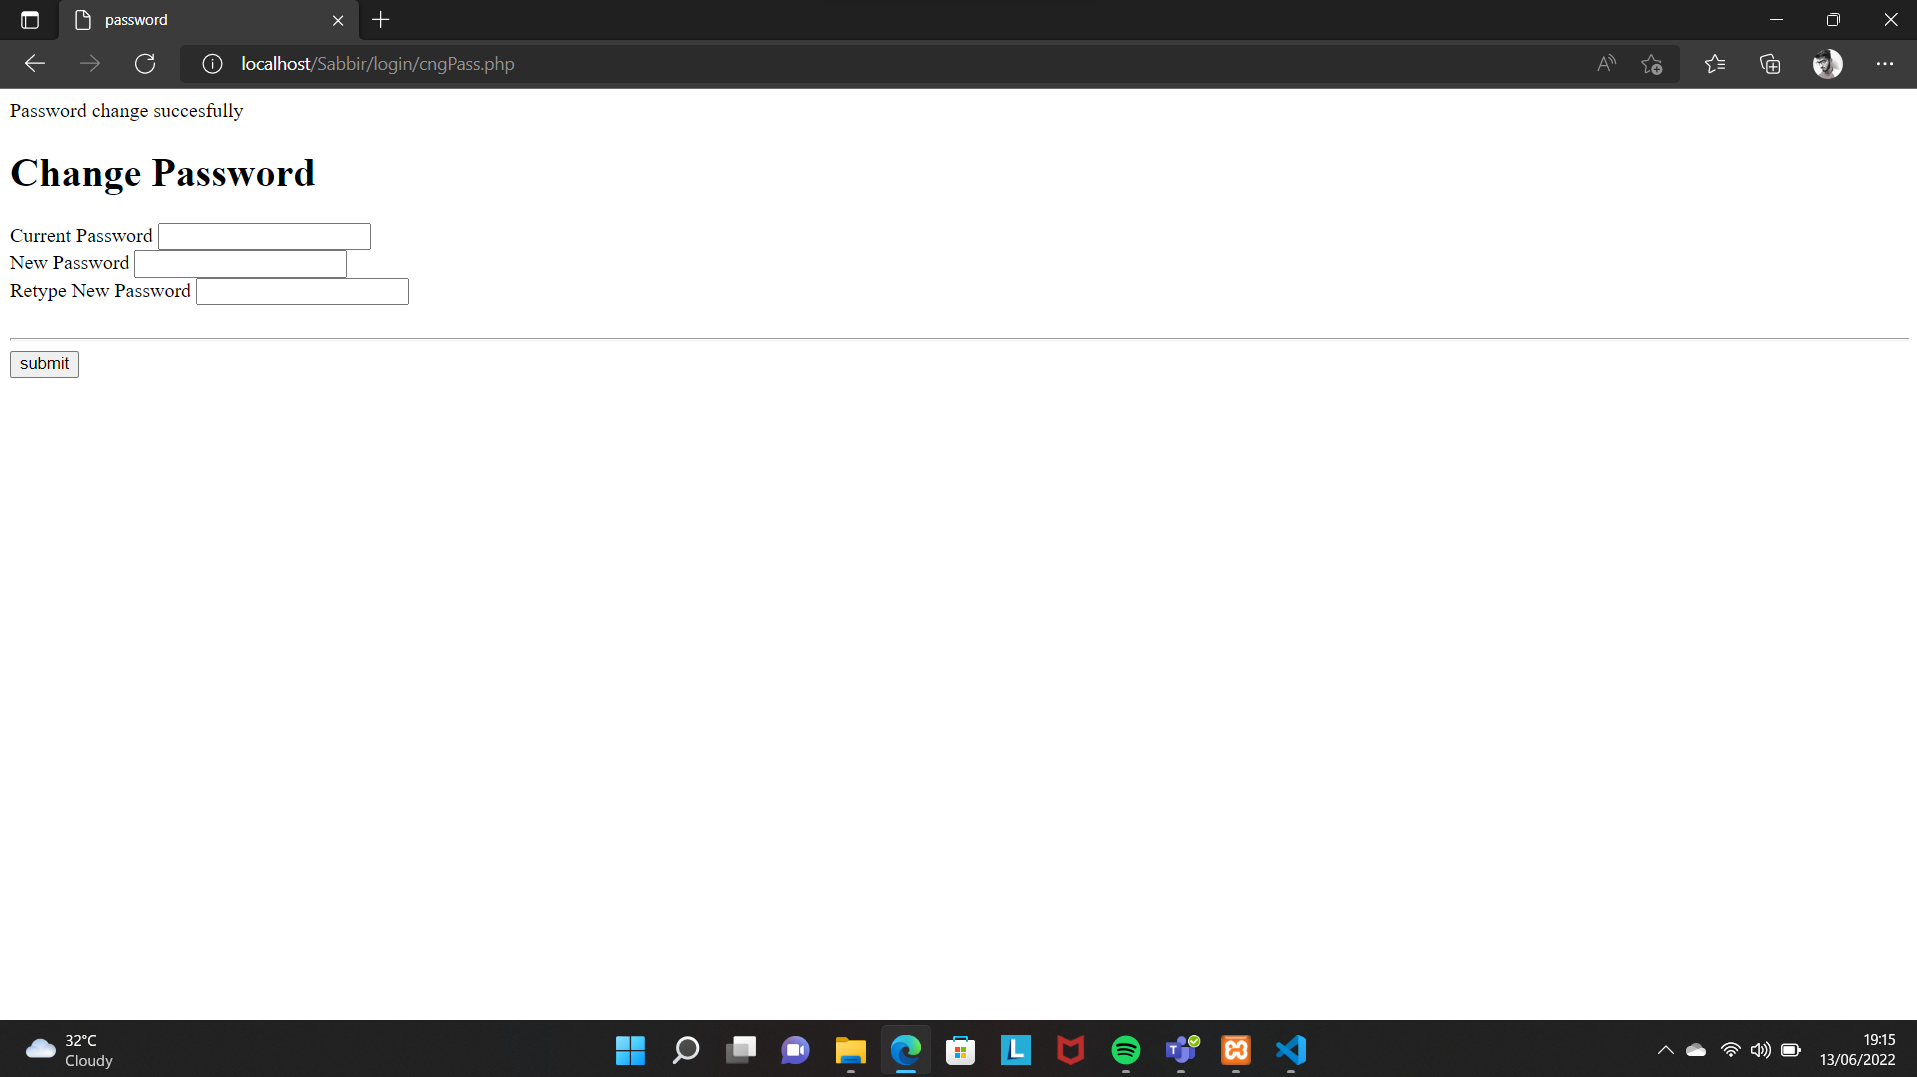 password
localhost/Sabbir/login/cngPass.php
Password change succesfully
Change Password
Current Password
New Password
Retype New Password
submit
32°C
Cloudy
19:15
13/06/2022